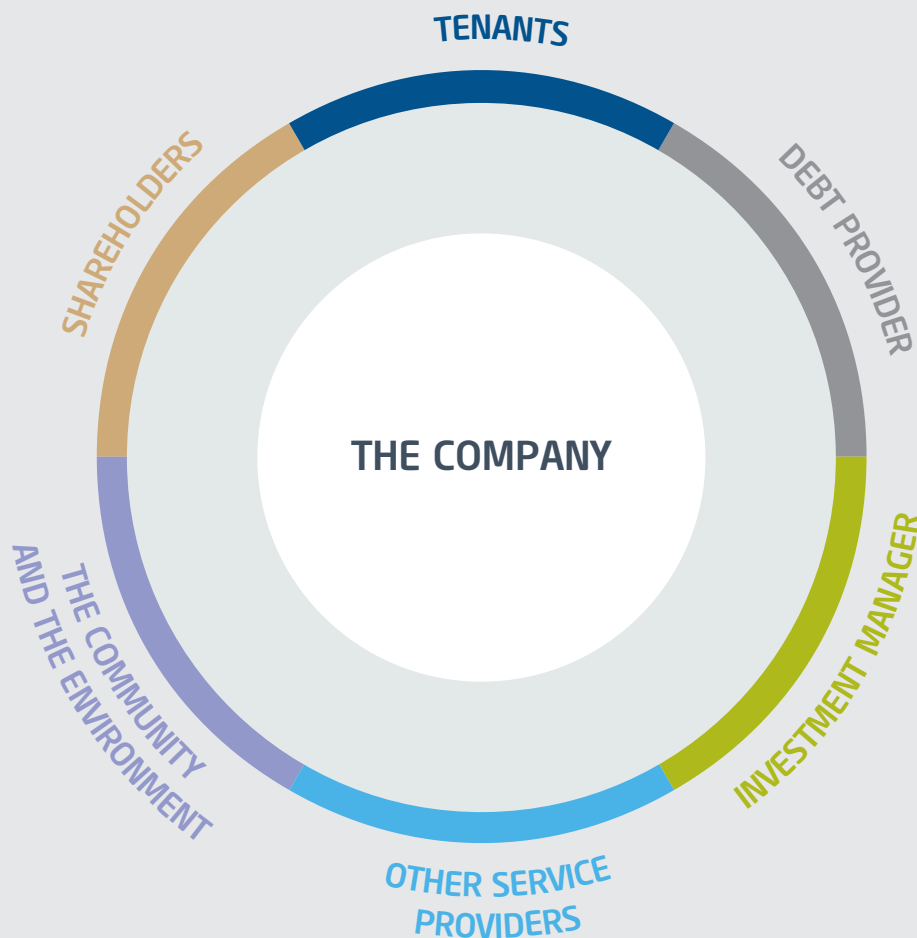 TENANTS
DEBT PROVIDER
INVESTMENT MANAGER
OTHER SERVICE
PROVIDERS
THE COMMUNITY
AND THE ENVIRONMENT
SHAREHOLDERS
THE COMPANY